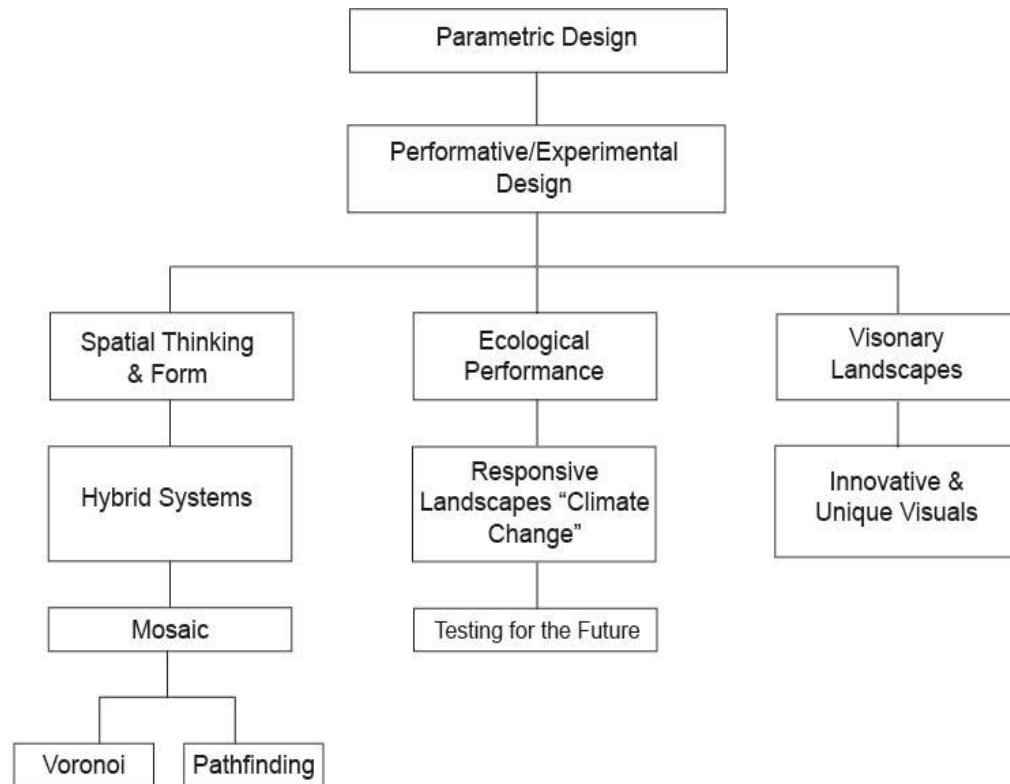 Parametric Design
Performative/Experimental
Design
Spatial Thinking
& Form
Ecological
Performance
Visonary
Landscapes
Hybrid Systems
Responsive
Landscapes “Climate
Change”
Innovative &
Unique Visuals
Mosaic
Testing for the Future
Voronoi
Pathfinding